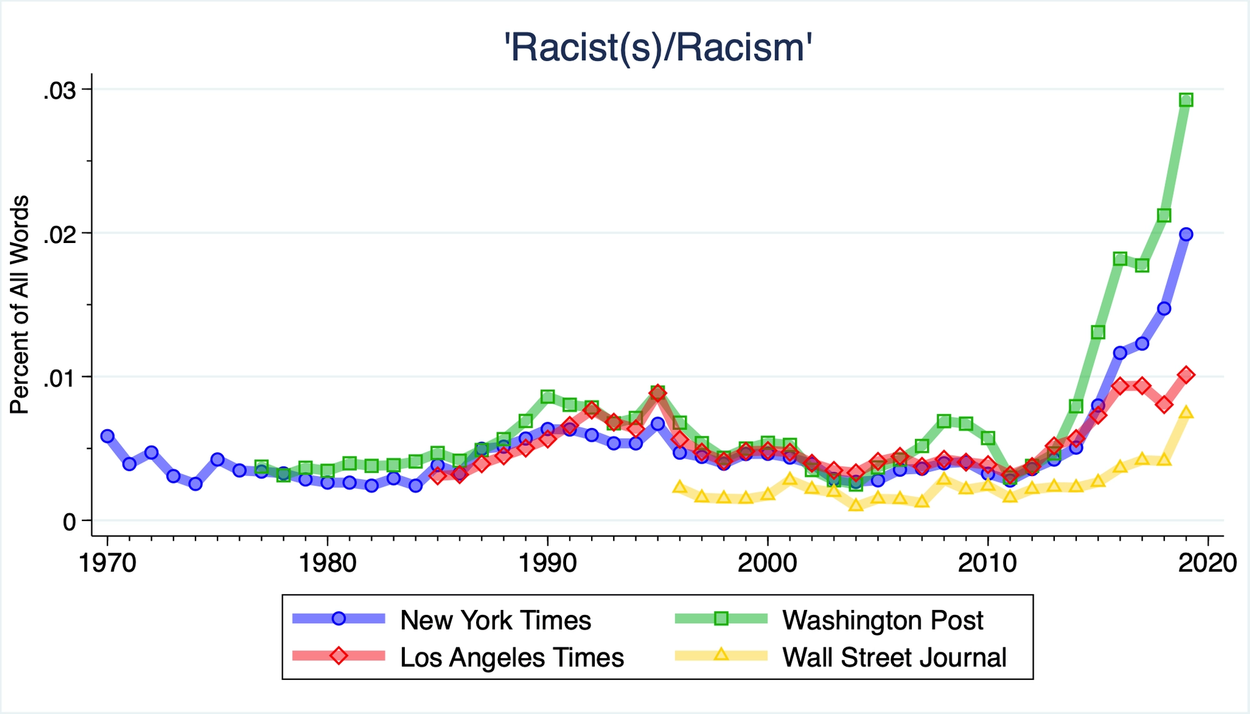 'Racist(s)/Racism'
Percent of All Words
.03
.02
.01
0
1970 1980 1990 2000 2010 2020
New York Times Washington Post
Los Angeles Times Wall Street Journal